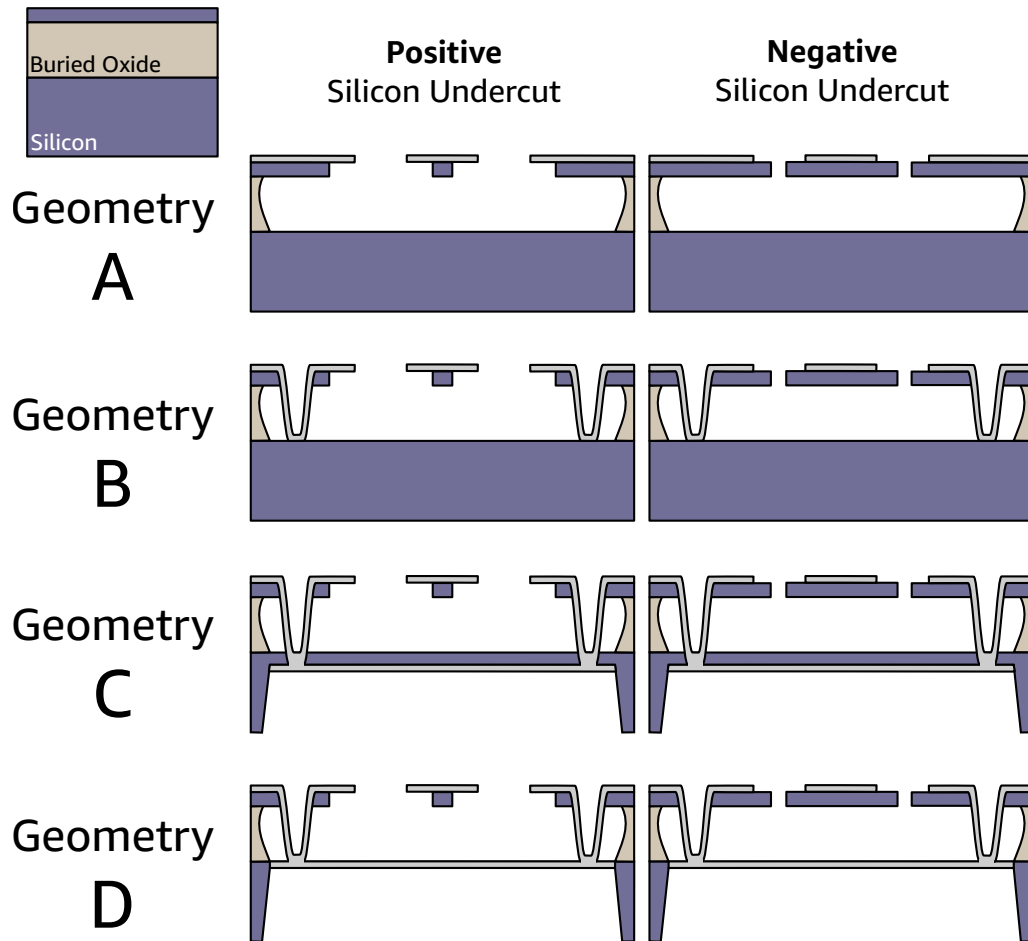 Buried Oxide
Silicon
Positive
Silicon Undercut
Negative
Silicon Undercut
Geometry
A
Geometry
B
Geometry
C
Geometry
D